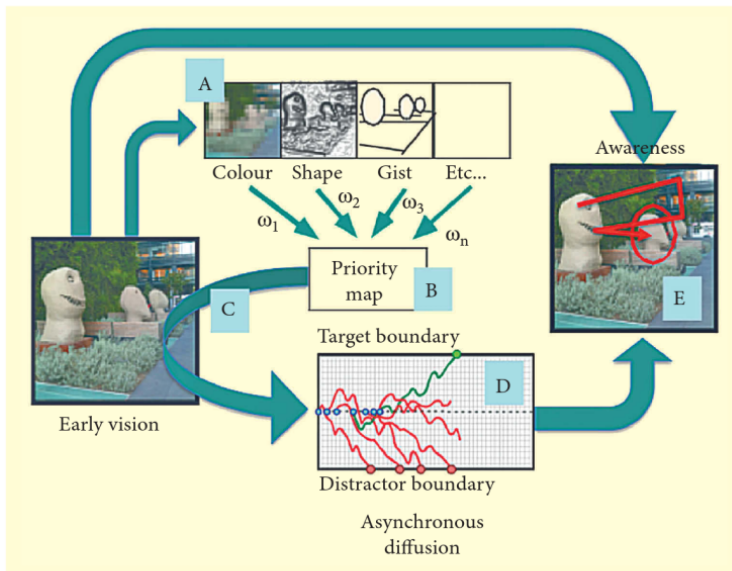 A
Awareness
Colour Shape Gist Etc...
ω1 ω2 ω3 ωn
Priority
map
B
C
E
Early vision
Target boundary
D
Distractor boundary
Asynchronous
diffusion